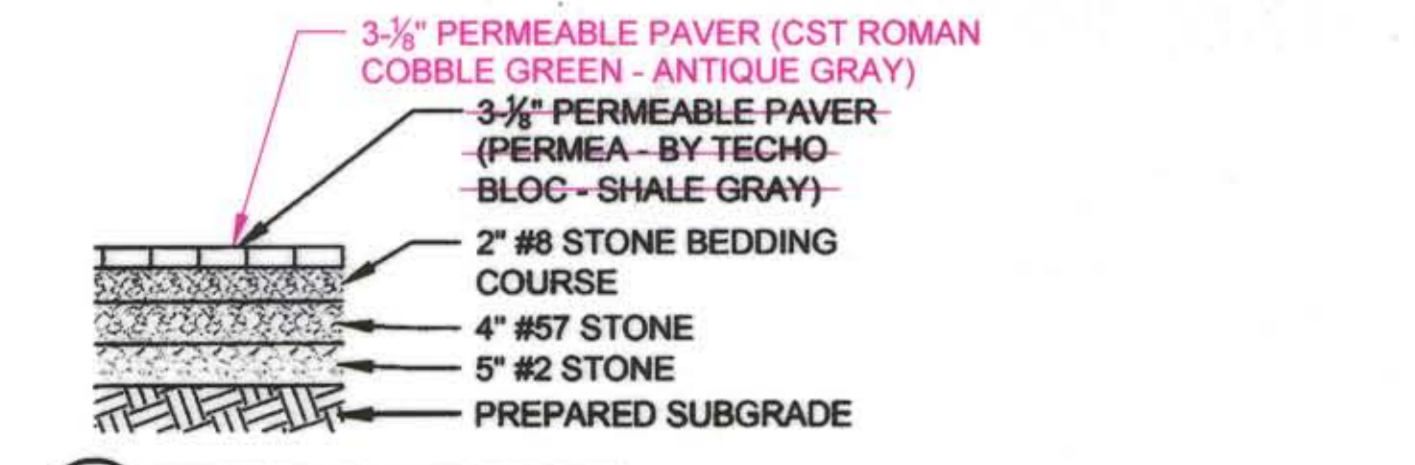 3-⅛" PERMEABLE PAVER (CST ROMAN
COBBLE GREEN - ANTIQUE GRAY)
3-⅛" PERMEABLE PAVER
(PERMEA - BY TECHO
BLOC - SHALE GRAY)
2" #8 STONE BEDDING
COURSE
4" #57 STONE
5" #2 STONE
PREPARED SUBGRADE